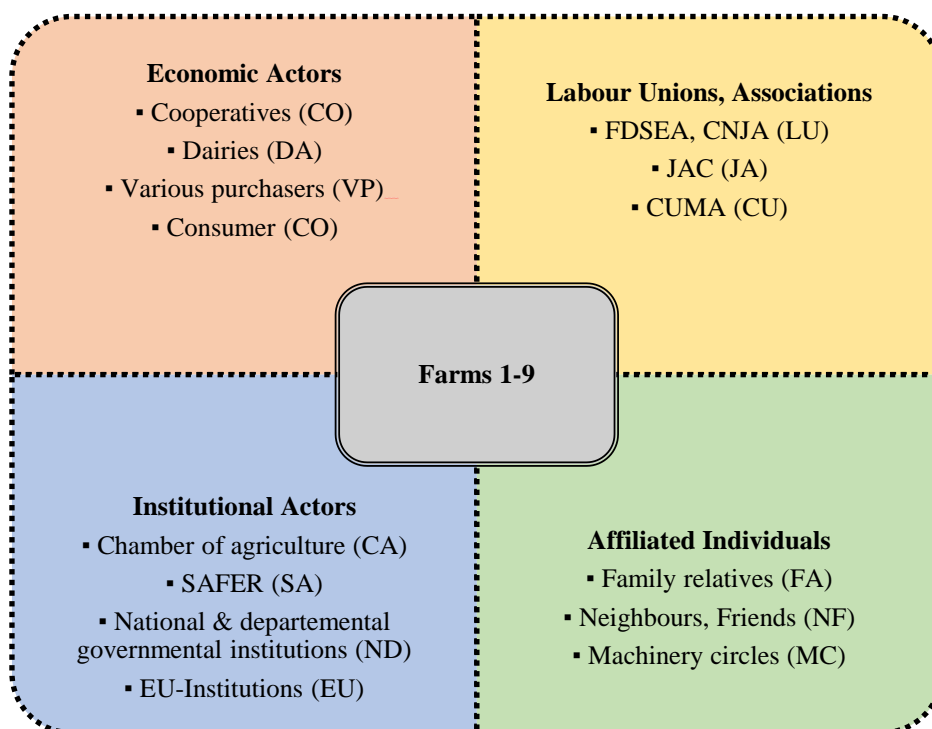 Economic Actors
▪ Cooperatives (CO)
▪ Dairies (DA)
▪ Various purchasers (VP)_
▪ Consumer (CO)
Labour Unions, Associations
▪ FDSEA, CNJA (LU)
▪ JAC (JA)
▪ CUMA (CU)
Farms 1-9
Institutional Actors
▪ Chamber of agriculture (CA)
▪ SAFER (SA)
▪ National & departemental
governmental institutions (ND)
▪ EU-Institutions (EU)
Affiliated Individuals
▪ Family relatives (FA)
▪ Neighbours, Friends (NF)
▪ Machinery circles (MC)